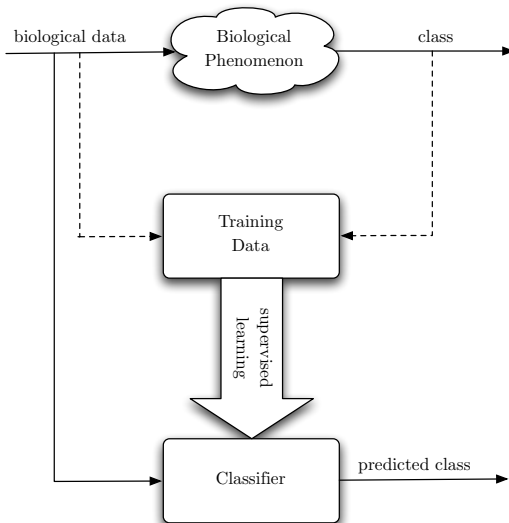 biological data
Biological
Phenomenon
class
Training
Data
supervised
learning
Classifier
predicted class